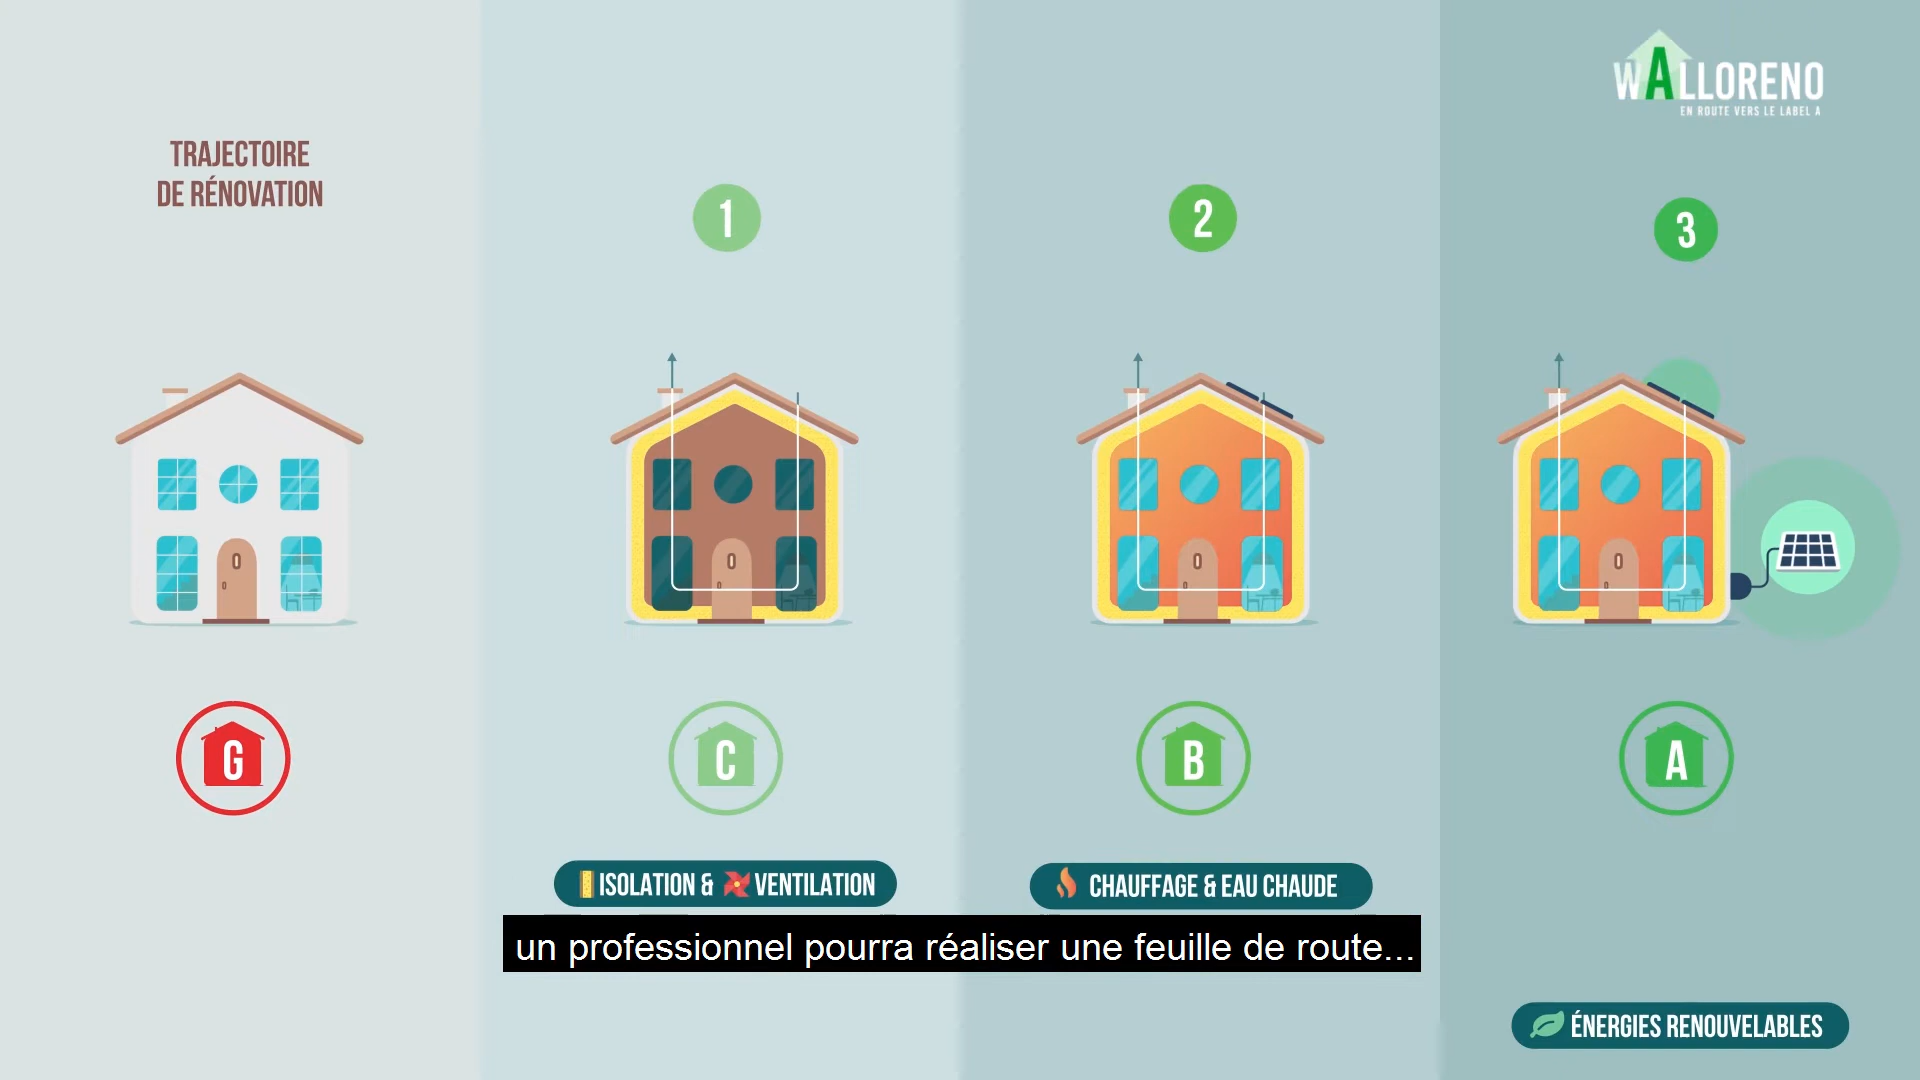 WALLORENO
EN ROUTE VERS LE LABEL A
TRAJECTOIRE
DE RÉNOVATION
1
2
3
G
C
B
A
ISOLATION & VENTILATION
CHAUFFAGE & EAU CHAUDE
un professionnel pourra réaliser une feuille de route...
ÉNERGIES RENOUVELABLES